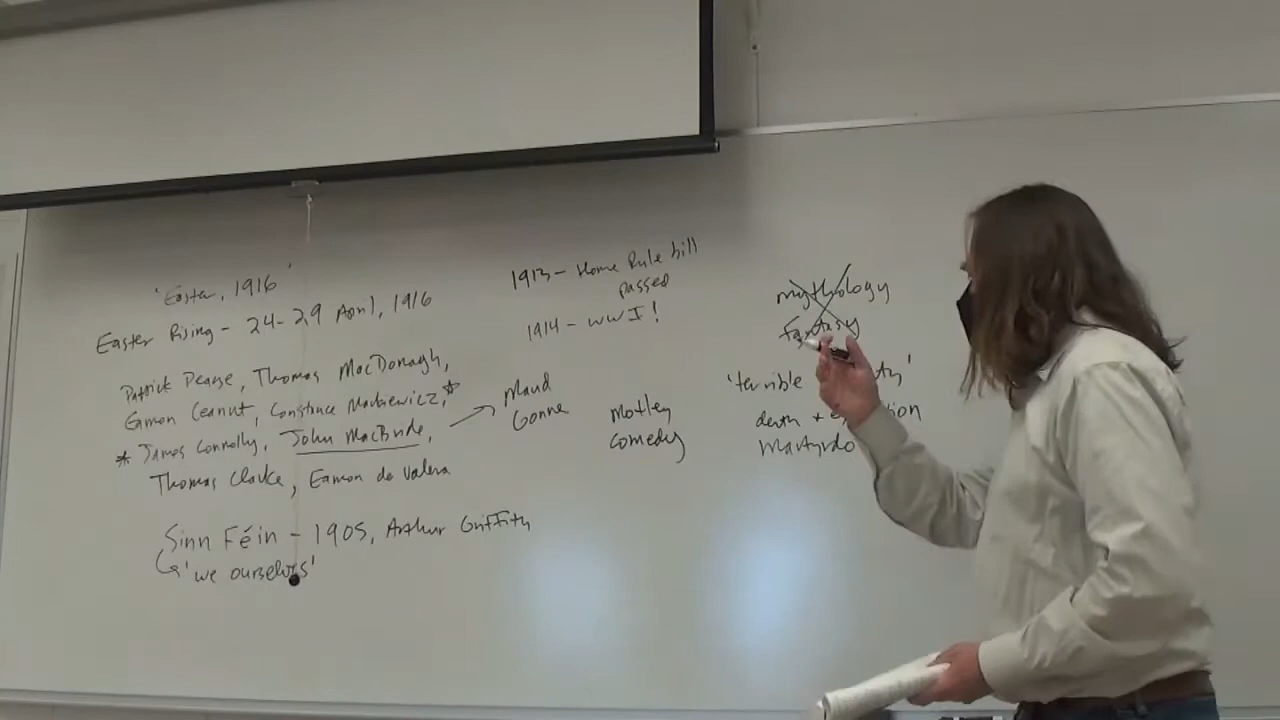 'Easter, 1916'
Easter Rising - 24-29 April, 1916
Patrick Pearse, Thomas MacDonagh,
Eamon Ceannt, Constance Markiewicz,*
* James Connolly, John MacBride,
Thomas Clarke, Eamon de Valera
Sinn Féin - 1905, Arthur Griffith
'we ourselves'
1913 - Home Rule bill
passed
1914 - WWI!
Maud
Gonne
Motley
comedy
mythology
fantasy
'terrible
death +